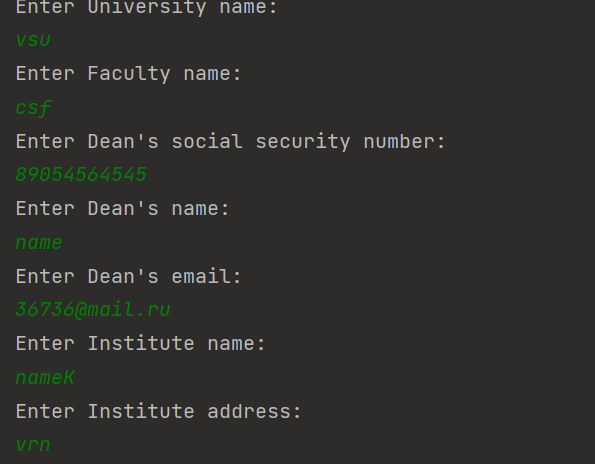 Enter University name:
vsu
Enter Faculty name:
csf
Enter Dean's social security number:
89054564545
Enter Dean's name:
name
Enter Dean's email:
36736@mail.ru
Enter Institute name:
nameK
Enter Institute address:
vrn